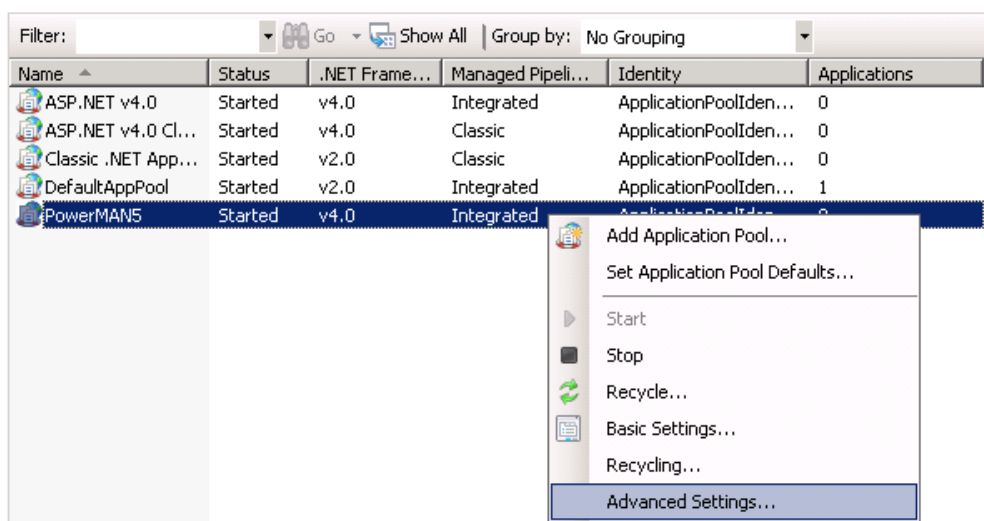 Filter: Go Show All Group by: No Grouping
Name Status .NET Frame... Managed Pipeli... Identity Applications
ASP.NET v4.0 Started v4.0 Integrated ApplicationPoolIden... 0
ASP.NET v4.0 Cl... Started v4.0 Classic ApplicationPoolIden... 0
Classic .NET App... Started v2.0 Classic ApplicationPoolIden... 0
DefaultAppPool Started v2.0 Integrated ApplicationPoolIden... 1
PowerMAN5 Started v4.0 Integrated
Add Application Pool...
Set Application Pool Defaults...
Start
Stop
Recycle...
Basic Settings...
Recycling...
Advanced Settings...